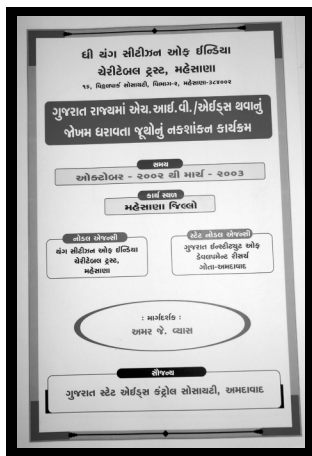 ધી યંગ સીટીઝન ઓફ ઈન્ડિયા
ચેરીટેબલ ટ્રસ્ટ, મહેસાણા
૧૬, વિઠ્ઠલપાર્ક સોસાયટી, વિભાગ-૨, મહેસાણા-૩૮૪૦૦૨
ગુજરાત રાજ્યમાં એચ.આઈ.વી./એઈડ્સ થવાનું
જોખમ ધરાવતા જૂથોનું નકશાંકન કાર્યક્રમ
સમય
ઓક્ટોબર - ૨૦૦૨ થી માર્ચ - ૨૦૦૩
કાર્ય સ્થળ
મહેસાણા જિલ્લો
નોડલ એજન્સી
યંગ સીટીઝન ઓફ ઈન્ડિયા
ચેરીટેબલ ટ્રસ્ટ,
મહેસાણા
સ્ટેટ નોડલ એજન્સી
ગુજરાત ઈન્સ્ટીટ્યુટ ઓફ
ડેવલપમેન્ટ રીસર્ચ
ગોતા-અમદાવાદ
: માર્ગદર્શક :
અમર જે. વ્યાસ
સૌજન્ય
ગુજરાત સ્ટેટ એઈડ્સ કંટ્રોલ સોસાયટી, અમદાવાદ